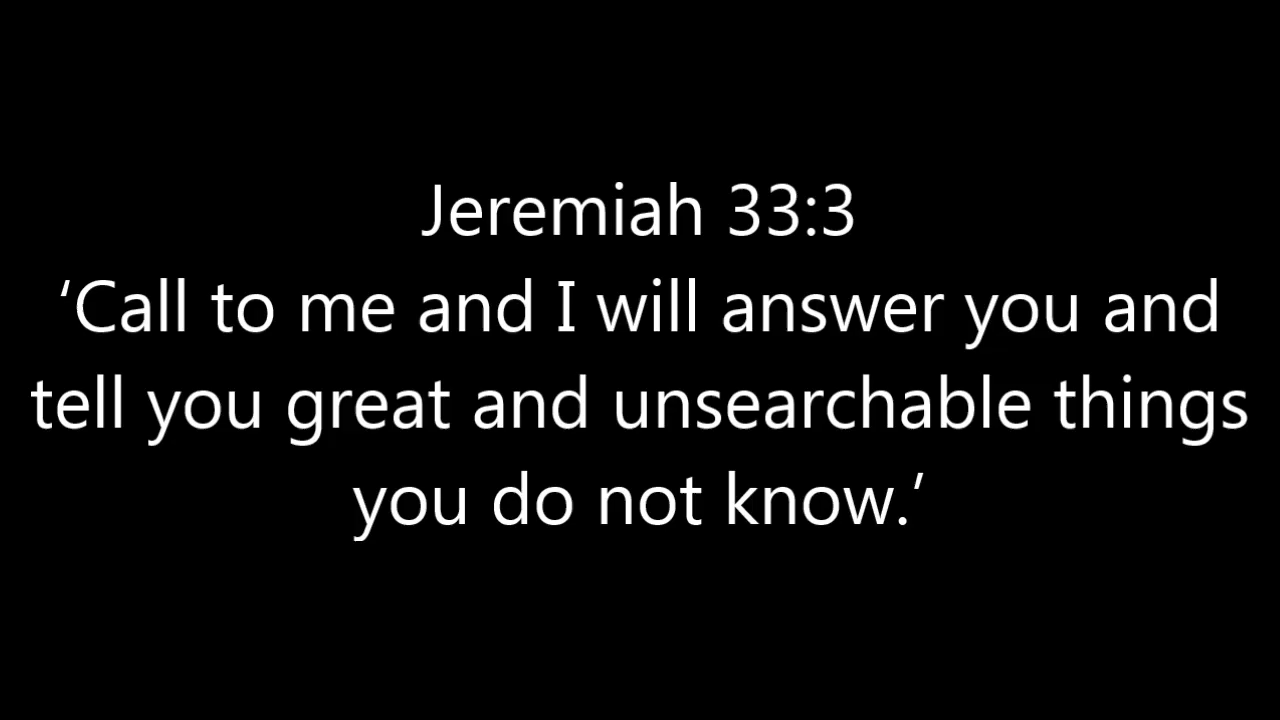 Jeremiah 33:3
‘Call to me and I will answer you and
tell you great and unsearchable things
you do not know.’